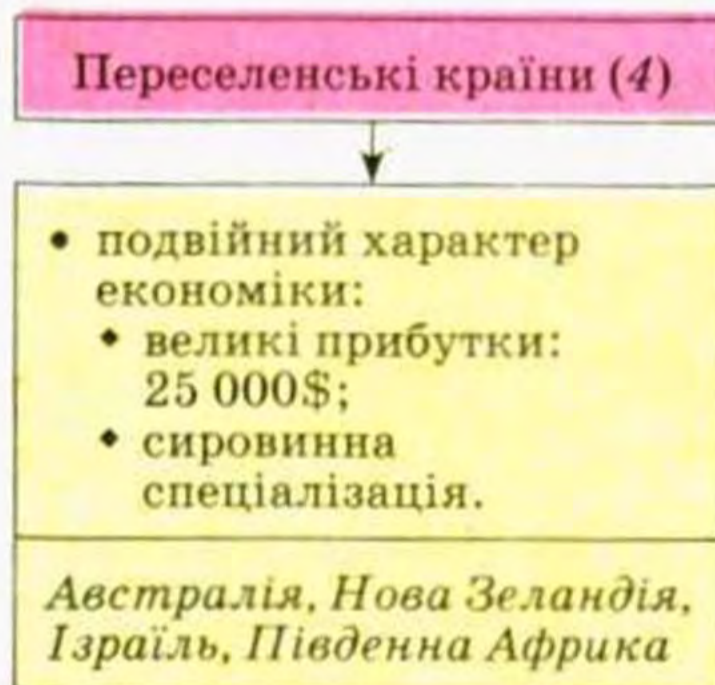 Переселенські країни (4)
• подвійний характер
економіки:
◆ великі прибутки:
25 000$;
◆ сировинна
спеціалізація.
Австралія, Нова Зеландія,
Ізраїль, Південна Африка